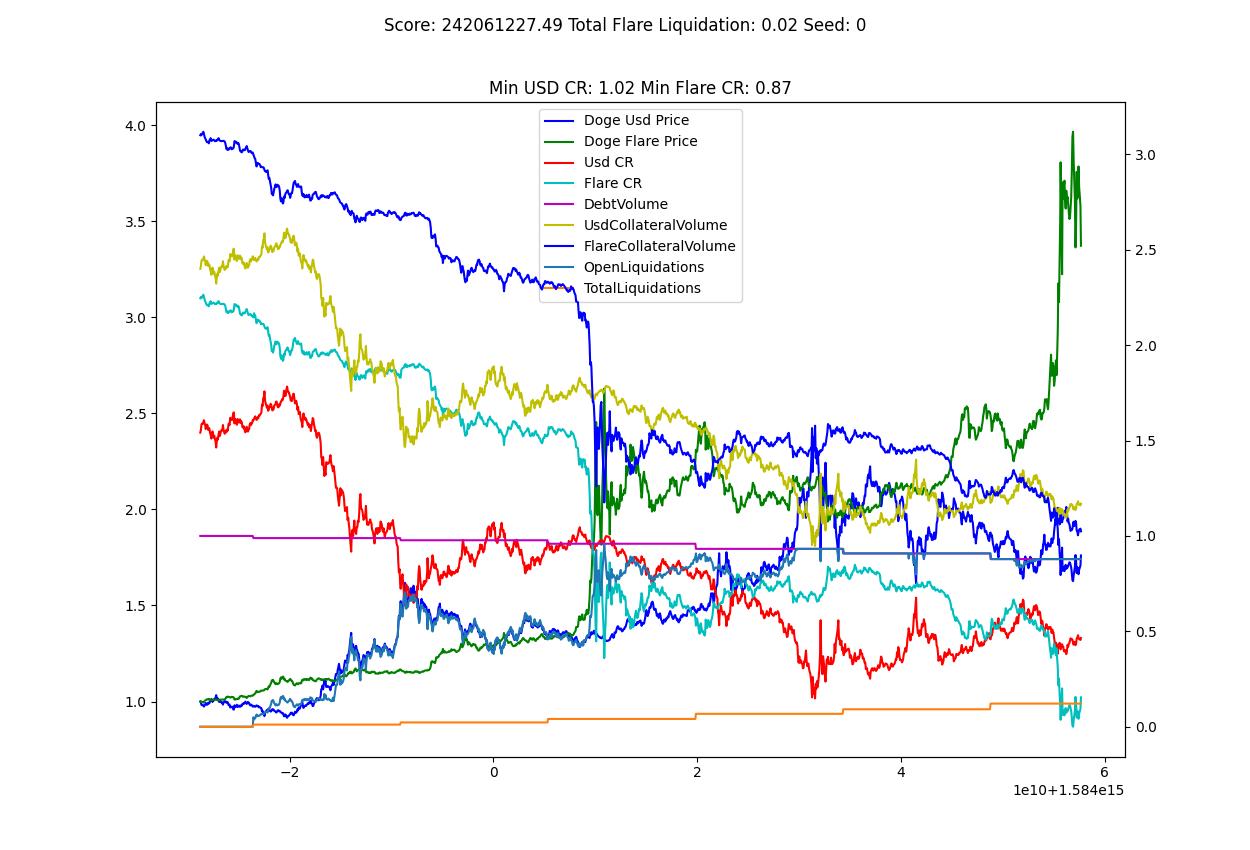 Score: 242061227.49 Total Flare Liquidation: 0.02 Seed: 0
Min USD CR: 1.02 Min Flare CR: 0.87
Doge Usd Price
Doge Flare Price
Usd CR
Flare CR
DebtVolume
UsdCollateralVolume
FlareCollateralVolume
OpenLiquidations
TotalLiquidations
4.0
3.5
3.0
2.5
2.0
1.5
1.0
3.0
2.5
2.0
1.5
1.0
0.5
0.0
−2 0 2 4 6
1e10+1.584e15